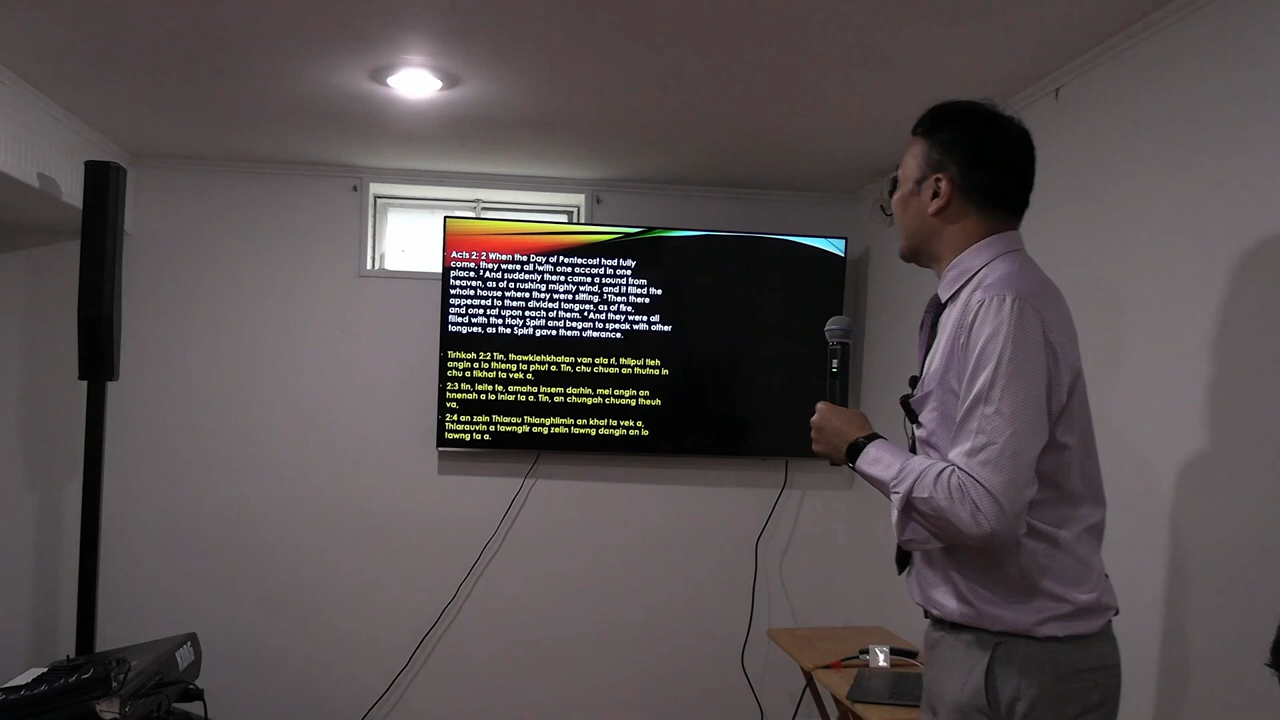 Acts 2: 2 When the Day of Pentecost had fully
come, they were all with one accord in one
place. 2 And suddenly there came a sound from
heaven, as of a rushing mighty wind, and it filled the
whole house where they were sitting. 3 Then there
appeared to them divided tongues, as of fire,
and one sat upon each of them. 4 And they were all
filled with the Holy Spirit and began to speak with other
tongues, as the Spirit gave them utterance.
Tirhkoh 2:2 Tin, thawklehkhatan van ata ri, thlipui tleh
angin a lo thleng ta phut a. Tin, chu chuan an thutna in
chu a tikhat ta vek a,
2:3 tin, leite te, amaha insem darhin, mei angin an
hnenah a lo inlar ta a. Tin, an chungah chuang theuh
va,
2:4 an zain Thlarau Thianghlimin an khat ta vek a,
Thlarauvin a tawngtir ang zelin tawng dangin an lo
tawng ta a.
KORG